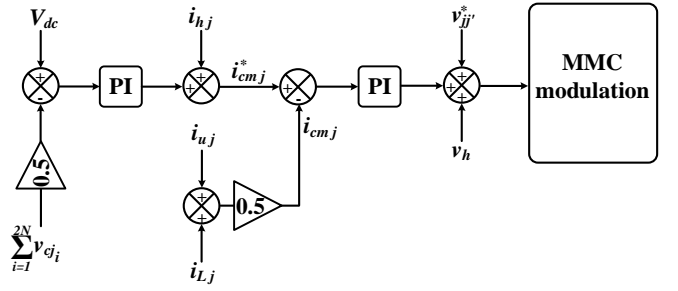 V_dc
i_hj
v*_jj'
+
-
PI
+
+
i*_cmj
+
-
PI
+
+
+
MMC
modulation
i_cmj
0.5
i_uj
v_h
+
+
0.5
∑_{i=1}^{2N} v_cj_i
i_Lj